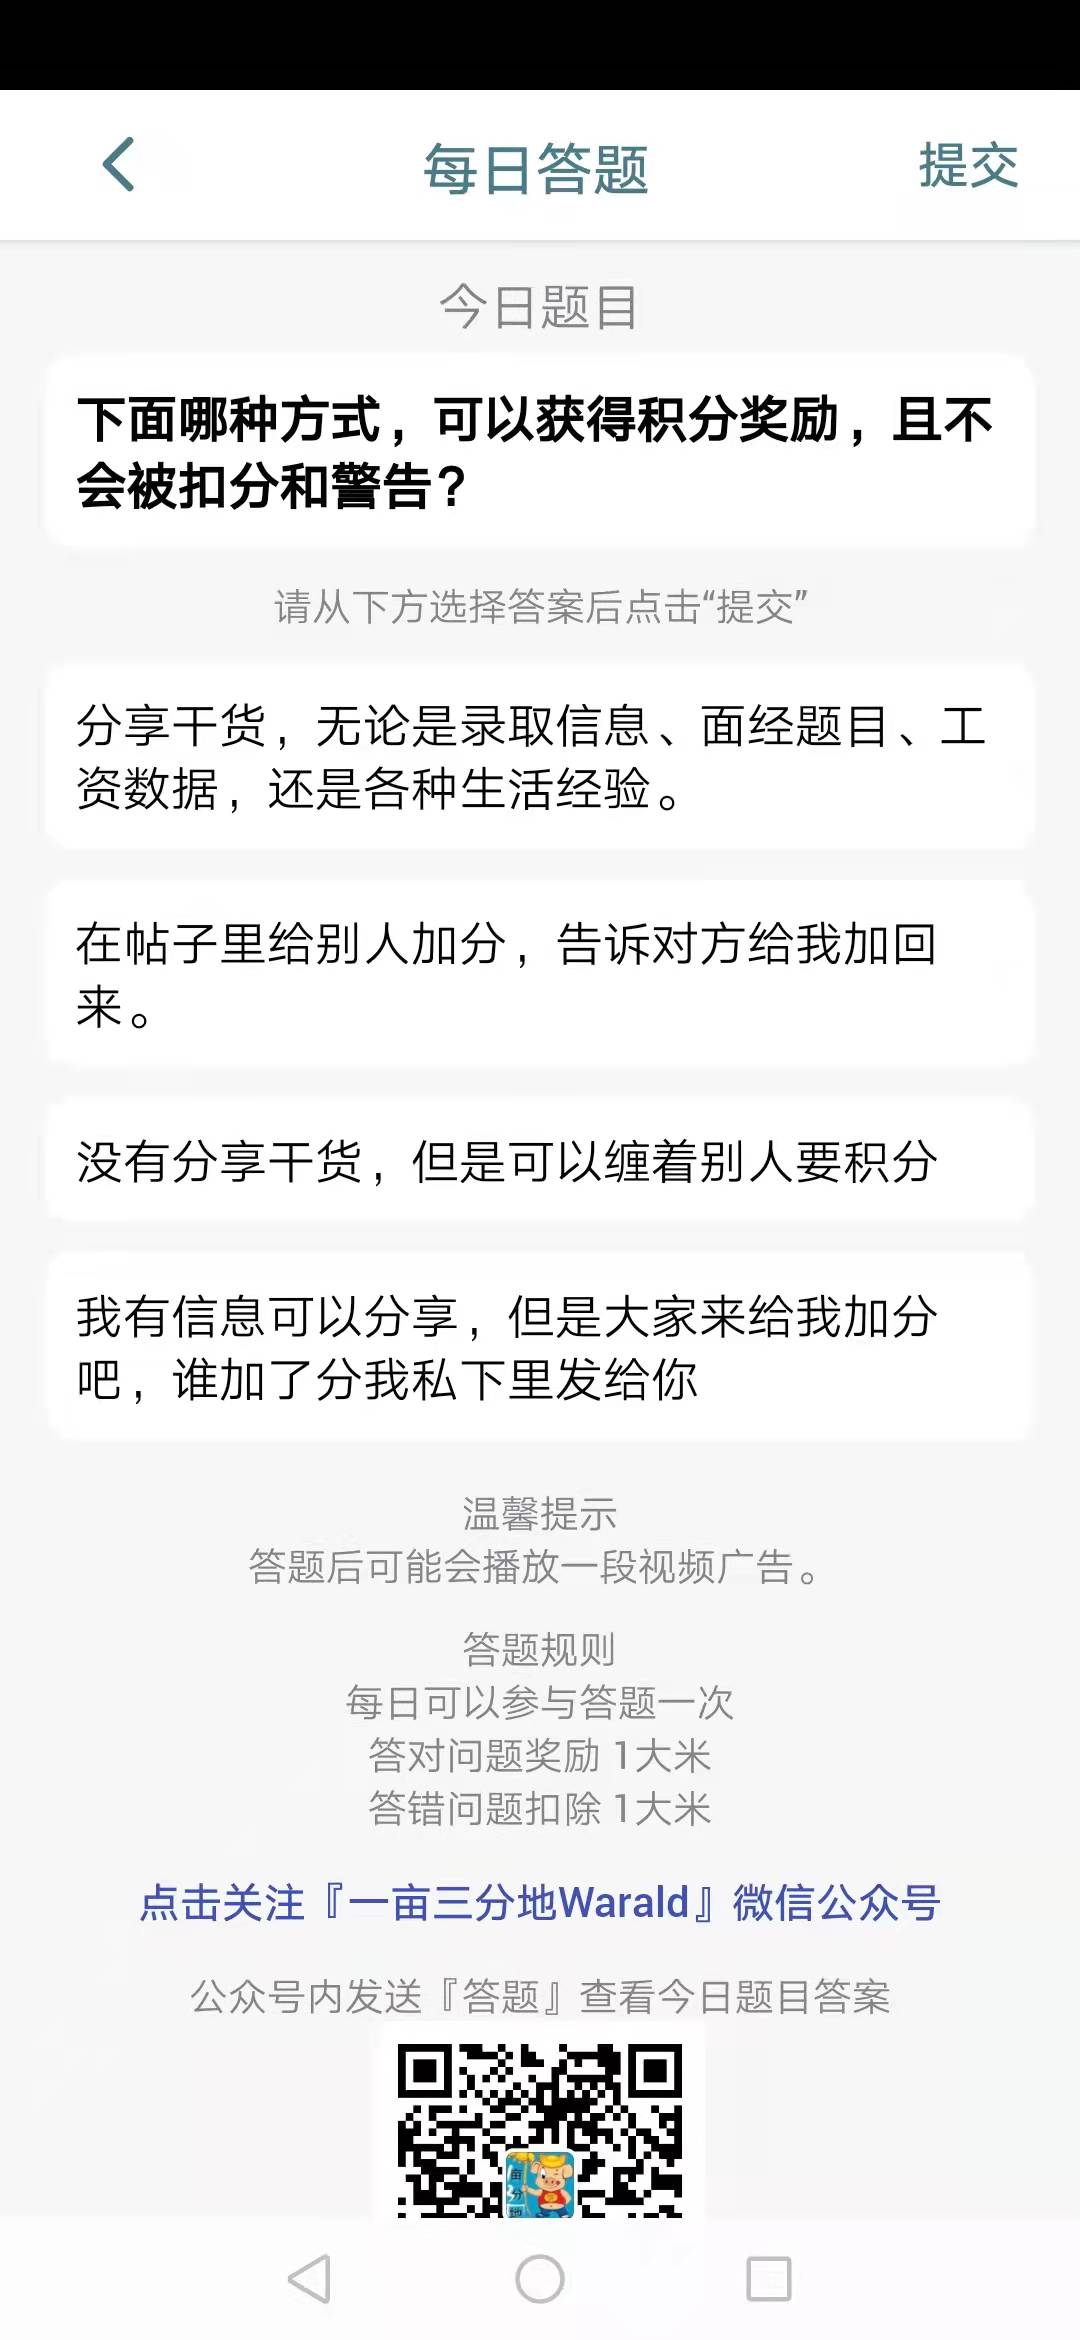 每日答题
提交
今日题目
下面哪种方式，可以获得积分奖励，且不
会被扣分和警告？
请从下方选择答案后点击“提交”
分享干货，无论是录取信息、面经题目、工
资数据，还是各种生活经验。
在帖子里给别人加分，告诉对方给我加回
来。
没有分享干货，但是可以缠着别人要积分
我有信息可以分享，但是大家来给我加分
吧，谁加了分我私下里发给你
温馨提示
答题后可能会播放一段视频广告。
答题规则
每日可以参与答题一次
答对问题奖励 1大米
答错问题扣除 1大米
点击关注『一亩三分地Warald』微信公众号
公众号内发送『答题』查看今日题目答案